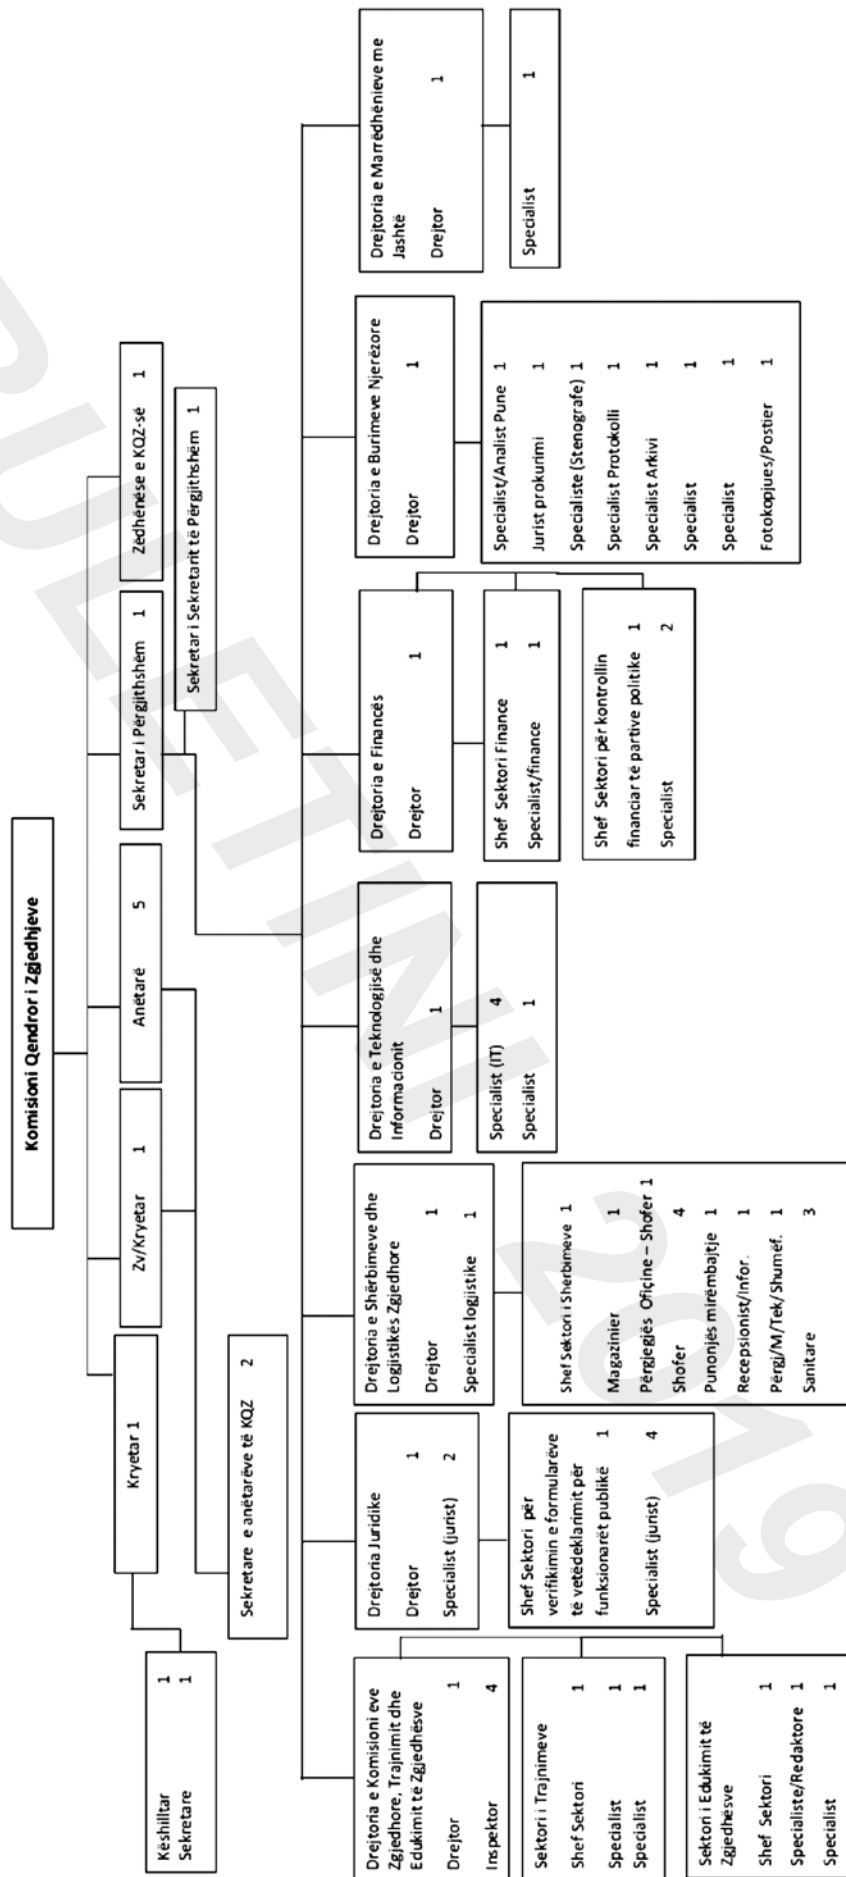 Komisioni Qendror i Zgjedhjeve
Kryetar 1
Zv/Kryetar 1
Anëtarë 5
Sekretar i Përgjithshëm 1
Zëdhënëse e KQZ-së 1
Këshilltar 1
Sekretare 1
Sekretare e anëtarëve të KQZ 2
Sekretar i Sekretarit të Përgjithshëm 1
Drejtoria e Komisioni eve
Zgjedhore, Trajnimit dhe
Edukimit të Zgjedhësve
Drejtor 1
Inspektor 4
Sektori i Trajnimeve
Shef Sektori 1
Specialist 1
Specialist 1
Sektori i Edukimit të
Zgjedhësve
Shef Sektori 1
Specialiste/Redaktore 1
Specialist 1
Drejtoria Juridike
Drejtor 1
Specialist (jurist) 2
Shef Sektori për
verifikimin e formularëve
të vetëdeklarimit për
funksionarët publikë 1
Specialist (jurist) 4
Drejtoria e Shërbimeve dhe
Logjistikës Zgjedhore
Drejtor 1
Specialist logjistike 1
Shef Sektori i Sherbimeve 1
Magazinier 1
Përgjegjës Ofiçine – Shofer 1
Shofer 4
Punonjës mirëmbajtje 1
Recepsionist/Infor. 1
Përgj/M/Tek/Shumëf. 1
Sanitare 3
Drejtoria e Teknologjisë dhe
Informacionit
Drejtor 1
Specialist (IT) 4
Specialist 1
Drejtoria e Financës
Drejtor 1
Shef Sektori Finance 1
Specialist/finance 1
Shef Sektori për kontrollin
financiar të partive politike 1
Specialist 2
Drejtoria e Burimeve Njerëzore
Drejtor 1
Specialist/Analist Pune 1
Jurist prokurimi 1
Specialiste (Stenografe) 1
Specialist Protokolli 1
Specialist Arkivi 1
Specialist 1
Specialist 1
Fotokopjues/Postier 1
Drejtoria e Marrëdhënieve me
Jashtë
Drejtor 1
Specialist 1
BULETINI 2019